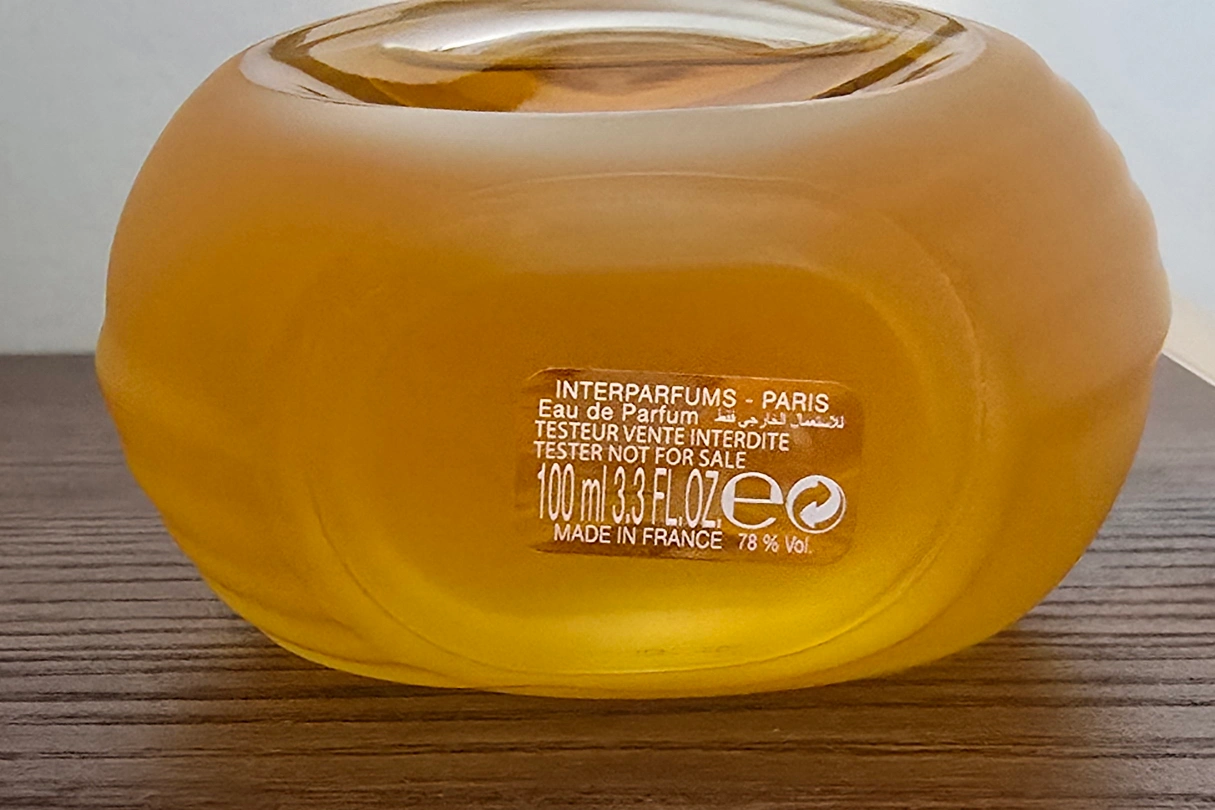 INTERPARFUMS - PARIS
Eau de Parfum للاستعمال الخارجي فقط
TESTEUR VENTE INTERDITE
TESTER NOT FOR SALE
100 ml 3.3 FL.OZ. e
MADE IN FRANCE 78 % Vol.